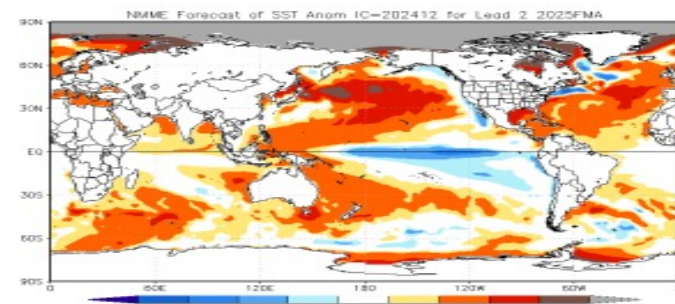 NMME Forecast of SST Anom IC=202412 for Lead 2 2025FMA
90N
60N
30N
EQ
30S
60S
90S
0 60E 120E 180 120W 60W